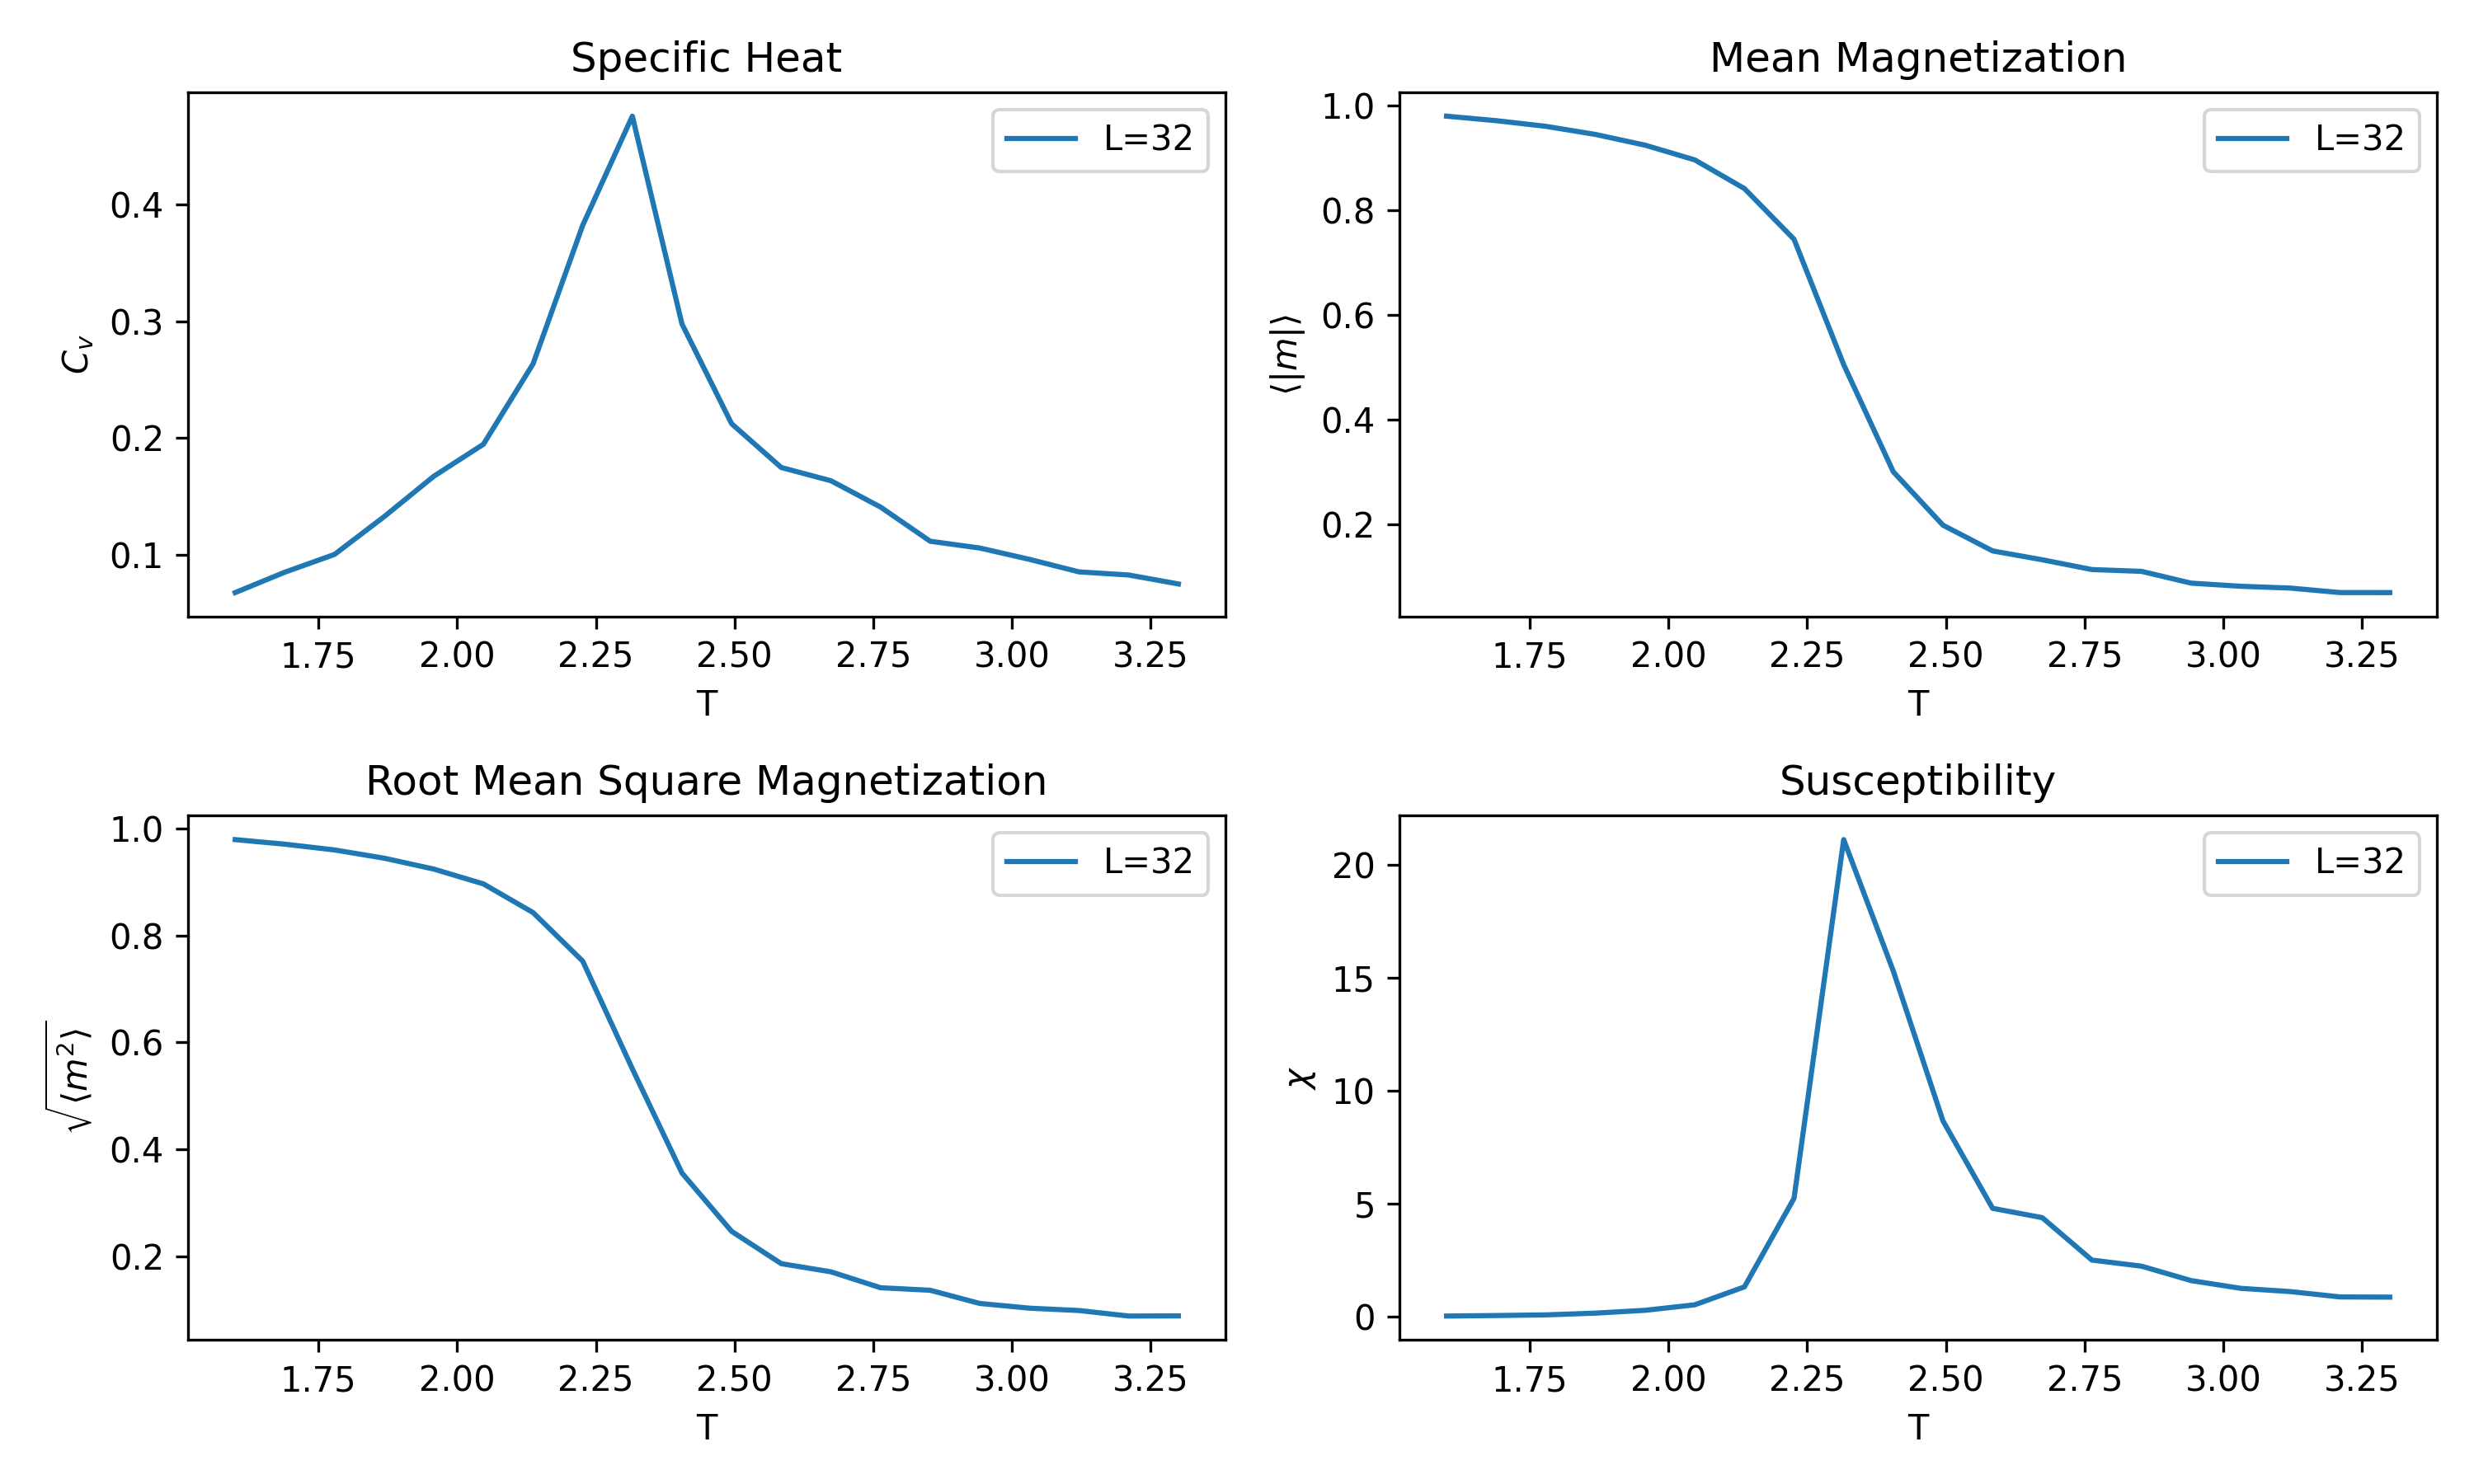 Specific Heat
L=32
C_v
0.4
0.3
0.2
0.1
1.75 2.00 2.25 2.50 2.75 3.00 3.25
T
Mean Magnetization
L=32
⟨|m|⟩
1.0
0.8
0.6
0.4
0.2
1.75 2.00 2.25 2.50 2.75 3.00 3.25
T
Root Mean Square Magnetization
L=32
√⟨m²⟩
1.0
0.8
0.6
0.4
0.2
1.75 2.00 2.25 2.50 2.75 3.00 3.25
T
Susceptibility
L=32
χ
20
15
10
5
0
1.75 2.00 2.25 2.50 2.75 3.00 3.25
T